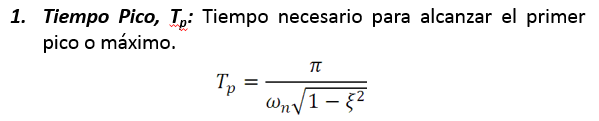 1. Tiempo Pico, Tp: Tiempo necesario para alcanzar el primer
pico o máximo.
Tₚ = π / (ωₙ√(1 − ξ²))